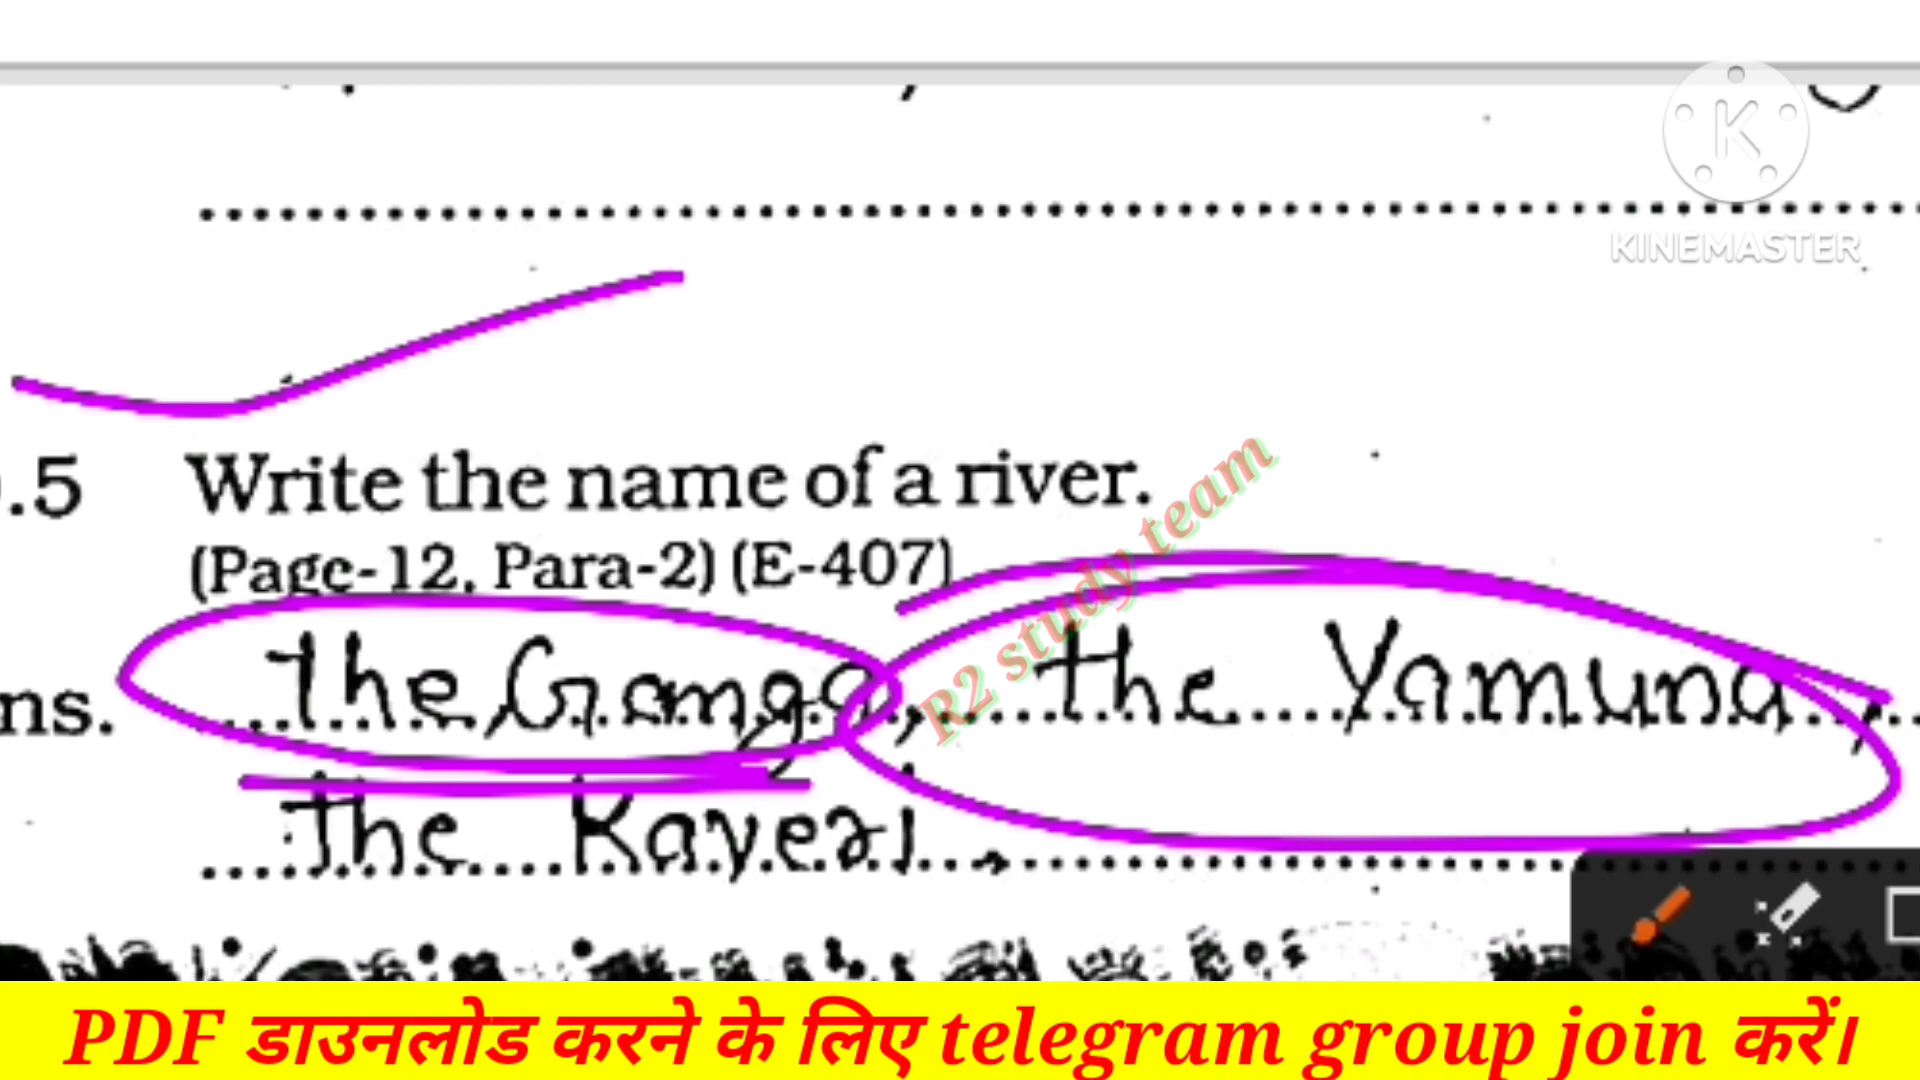 KINEMASTER
.5 Write the name of a river.
(Page-12, Para-2) (E-407)
ns. The Ganga, the Yamuna,
The Kaveri,
R2 study team
PDF डाउनलोड करने के लिए telegram group join करें।